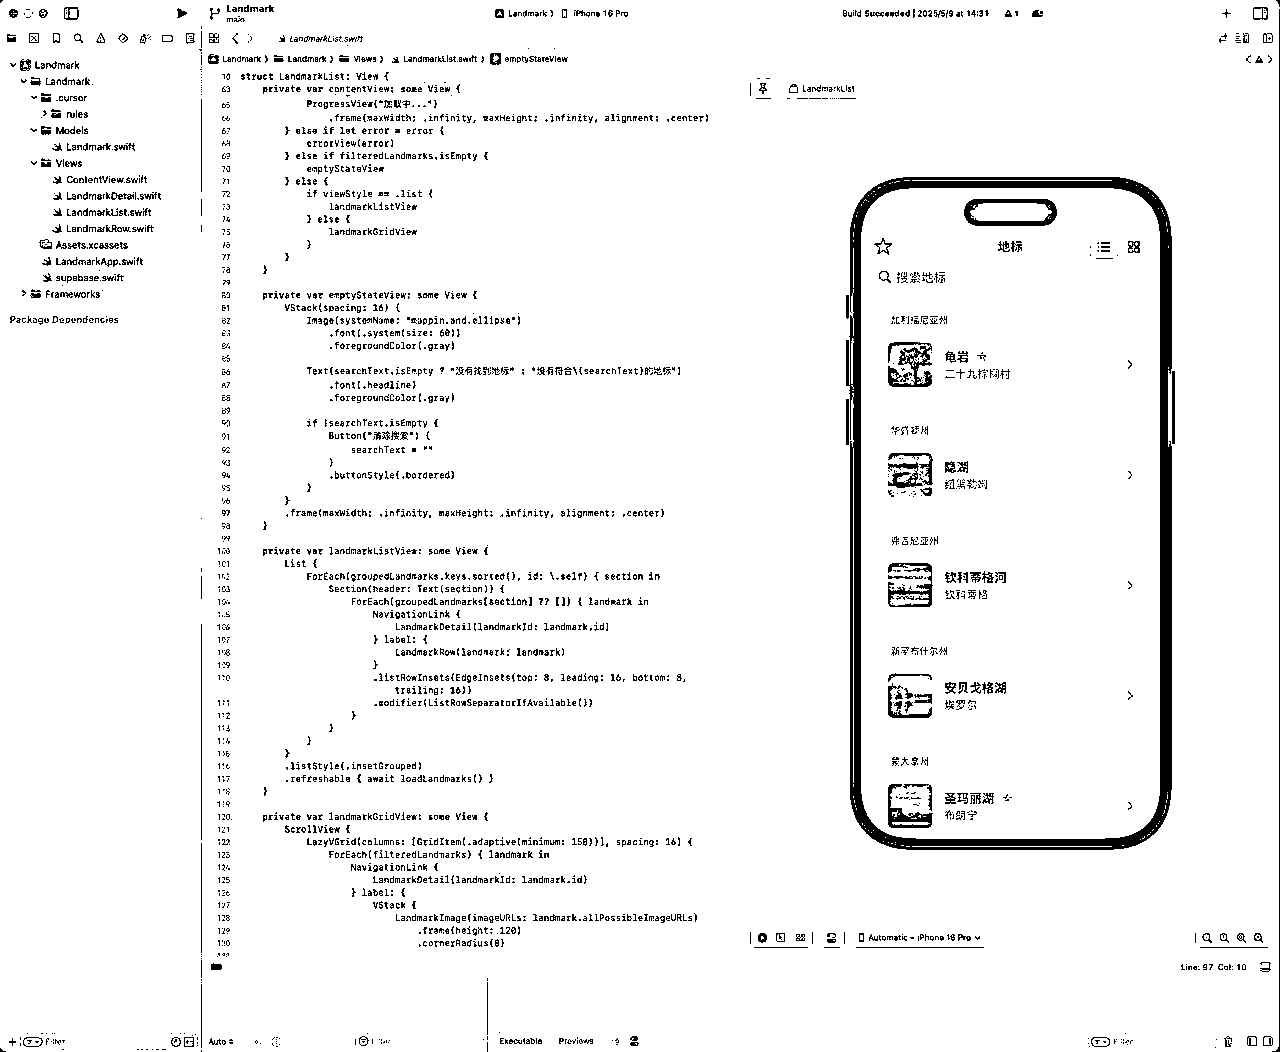 Landmark
main
Landmark 〉 iPhone 16 Pro
Build Succeeded | 2025/5/9 at 14:31
1
LandmarkList.swift
Landmark 〉 Landmark 〉 Views 〉 LandmarkList.swift 〉 emptyStateView
Landmark
Landmark
.cursor
rules
Models
Landmark.swift
Views
ContentView.swift
LandmarkDetail.swift
LandmarkList.swift
LandmarkRow.swift
Assets.xcassets
LandmarkApp.swift
supabase.swift
Frameworks
Package Dependencies
Filter
10 struct LandmarkList: View {
63 private var contentView: some View {
65 ProgressView("加载中...")
66 .frame(maxWidth: .infinity, maxHeight: .infinity, alignment: .center)
67 } else if let error = error {
68 errorView(error)
69 } else if filteredLandmarks.isEmpty {
70 emptyStateView
71 } else {
72 if viewStyle == .list {
73 landmarkListView
74 } else {
75 landmarkGridView
76 }
77 }
78 }
79
80 private var emptyStateView: some View {
81 VStack(spacing: 16) {
82 Image(systemName: "mappin.and.ellipse")
83 .font(.system(size: 60))
84 .foregroundColor(.gray)
85
86 Text(searchText.isEmpty ? "没有找到地标" : "没有符合\(searchText)的地标")
87 .font(.headline)
88 .foregroundColor(.gray)
89
90 if !searchText.isEmpty {
91 Button("清除搜索") {
92 searchText = ""
93 }
94 .buttonStyle(.bordered)
95 }
96 }
97 .frame(maxWidth: .infinity, maxHeight: .infinity, alignment: .center)
98 }
99
100 private var landmarkListView: some View {
101 List {
102 ForEach(groupedLandmarks.keys.sorted(), id: \.self) { section in
103 Section(header: Text(section)) {
104 ForEach(groupedLandmarks[section] ?? []) { landmark in
105 NavigationLink {
106 LandmarkDetail(landmarkId: landmark.id)
107 } label: {
108 LandmarkRow(landmark: landmark)
109 }
110 .listRowInsets(EdgeInsets(top: 8, leading: 16, bottom: 8,
trailing: 16))
111 .modifier(ListRowSeparatorIfAvailable())
112 }
113 }
114 }
115 }
116 .listStyle(.insetGrouped)
117 .refreshable { await loadLandmarks() }
118 }
119
120 private var landmarkGridView: some View {
121 ScrollView {
122 LazyVGrid(columns: [GridItem(.adaptive(minimum: 150))], spacing: 16) {
123 ForEach(filteredLandmarks) { landmark in
124 NavigationLink {
125 LandmarkDetail(landmarkId: landmark.id)
126 } label: {
127 VStack {
128 LandmarkImage(imageURLs: landmark.allPossibleImageURLs)
129 .frame(height: 120)
130 .cornerRadius(8)
LandmarkList
地标
搜索地标
加利福尼亚州
龟岩
二十九棕榈村
华盛顿州
隐湖
纽黑勒姆
弗吉尼亚州
钦科蒂格河
钦科蒂格
新罕布什尔州
安贝戈格湖
埃罗尔
蒙大拿州
圣玛丽湖
布朗宁
Automatic – iPhone 16 Pro
Line: 97 Col: 10
Auto
Filter
Executable Previews
Filter